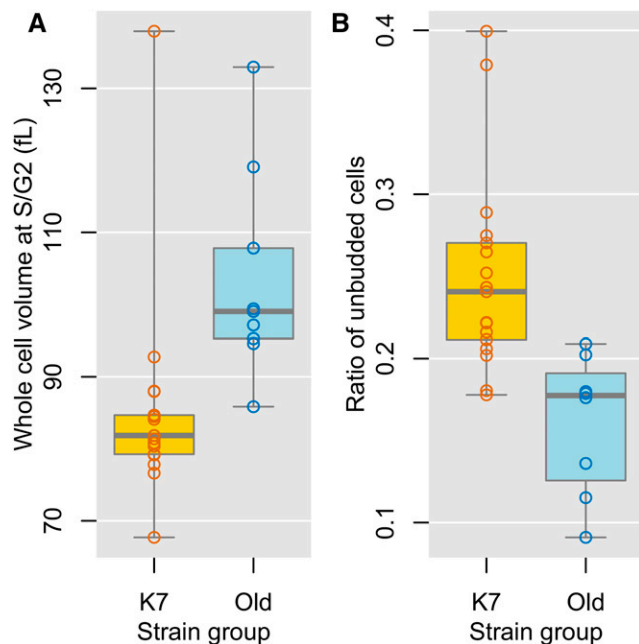 A
Whole cell volume at S/G2 (fL)
130
110
90
70
K7 Old
Strain group
B
Ratio of unbudded cells
0.4
0.3
0.2
0.1
K7 Old
Strain group